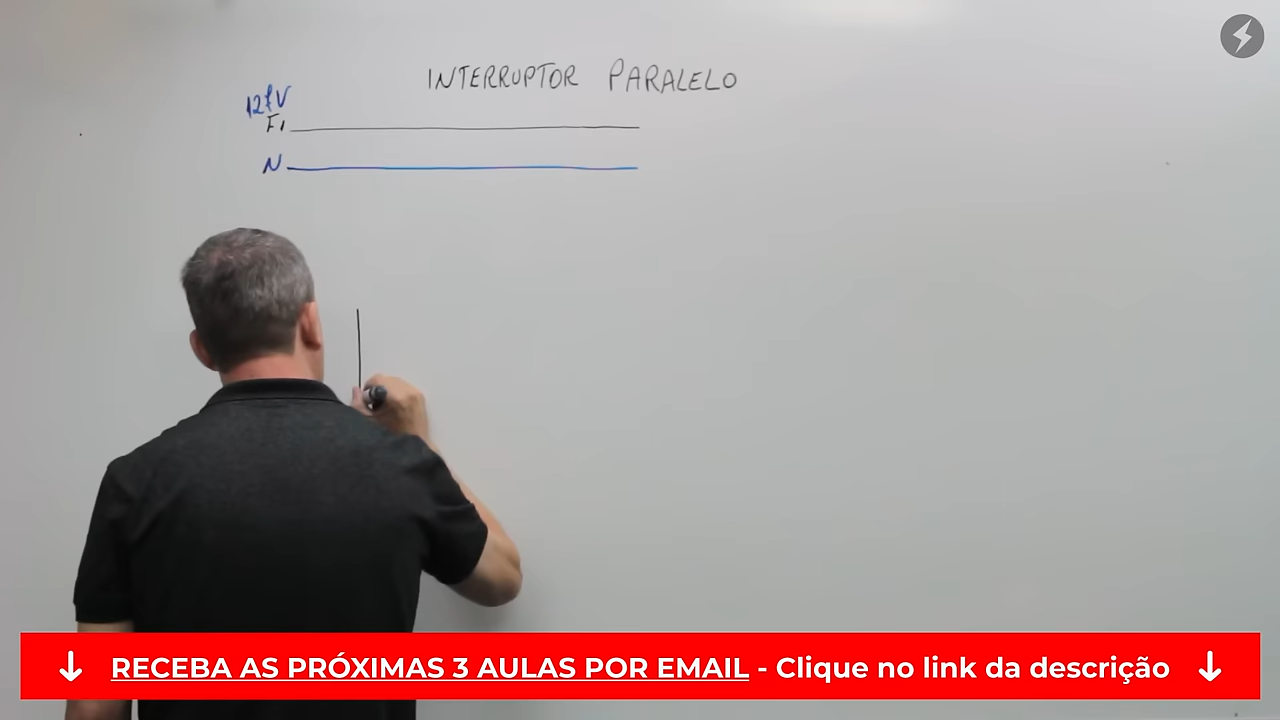 INTERRUPTOR PARALELO
127V
F1
N
RECEBA AS PRÓXIMAS 3 AULAS POR EMAIL - Clique no link da descrição